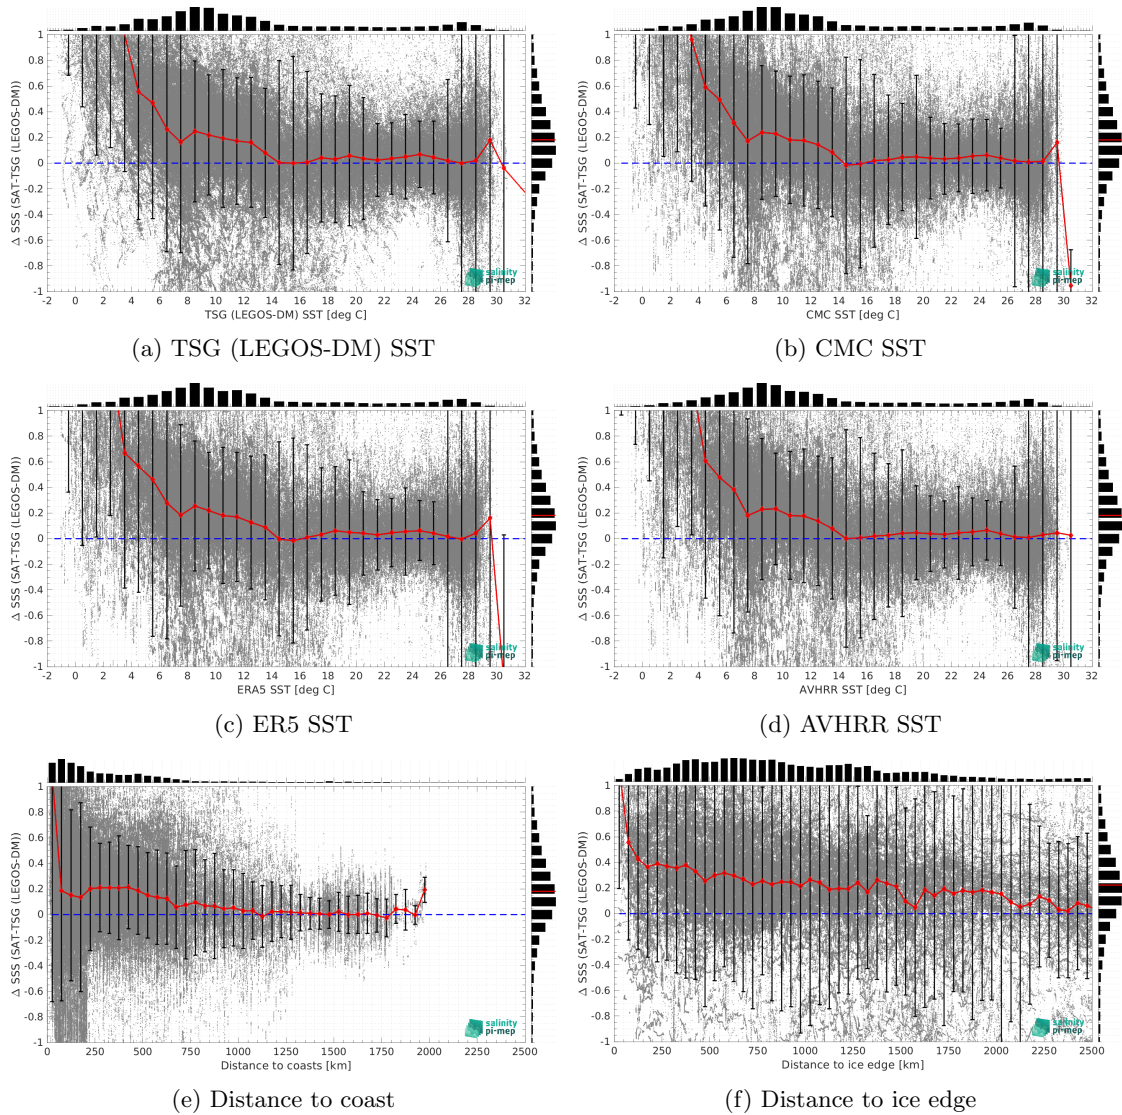 1
0.8
0.6
0.4
0.2
0
-0.2
-0.4
-0.6
-0.8
-1
Δ SSS (SAT-TSG (LEGOS-DM))
salinity
pi-mep
-2 0 2 4 6 8 10 12 14 16 18 20 22 24 26 28 30 32
TSG (LEGOS-DM) SST [deg C]
(a) TSG (LEGOS-DM) SST
1
0.8
0.6
0.4
0.2
0
-0.2
-0.4
-0.6
-0.8
-1
Δ SSS (SAT-TSG (LEGOS-DM))
salinity
pi-mep
-2 0 2 4 6 8 10 12 14 16 18 20 22 24 26 28 30 32
CMC SST [deg C]
(b) CMC SST
1
0.8
0.6
0.4
0.2
0
-0.2
-0.4
-0.6
-0.8
-1
Δ SSS (SAT-TSG (LEGOS-DM))
salinity
pi-mep
-2 0 2 4 6 8 10 12 14 16 18 20 22 24 26 28 30 32
ERA5 SST [deg C]
(c) ER5 SST
1
0.8
0.6
0.4
0.2
0
-0.2
-0.4
-0.6
-0.8
-1
Δ SSS (SAT-TSG (LEGOS-DM))
salinity
pi-mep
-2 0 2 4 6 8 10 12 14 16 18 20 22 24 26 28 30 32
AVHRR SST [deg C]
(d) AVHRR SST
1
0.8
0.6
0.4
0.2
0
-0.2
-0.4
-0.6
-0.8
-1
Δ SSS (SAT-TSG (LEGOS-DM))
salinity
pi-mep
0 250 500 750 1000 1250 1500 1750 2000 2250 2500
Distance to coasts [km]
(e) Distance to coast
1
0.8
0.6
0.4
0.2
0
-0.2
-0.4
-0.6
-0.8
-1
Δ SSS (SAT-TSG (LEGOS-DM))
salinity
pi-mep
0 250 500 750 1000 1250 1500 1750 2000 2250 2500
Distance to ice edge [km]
(f) Distance to ice edge